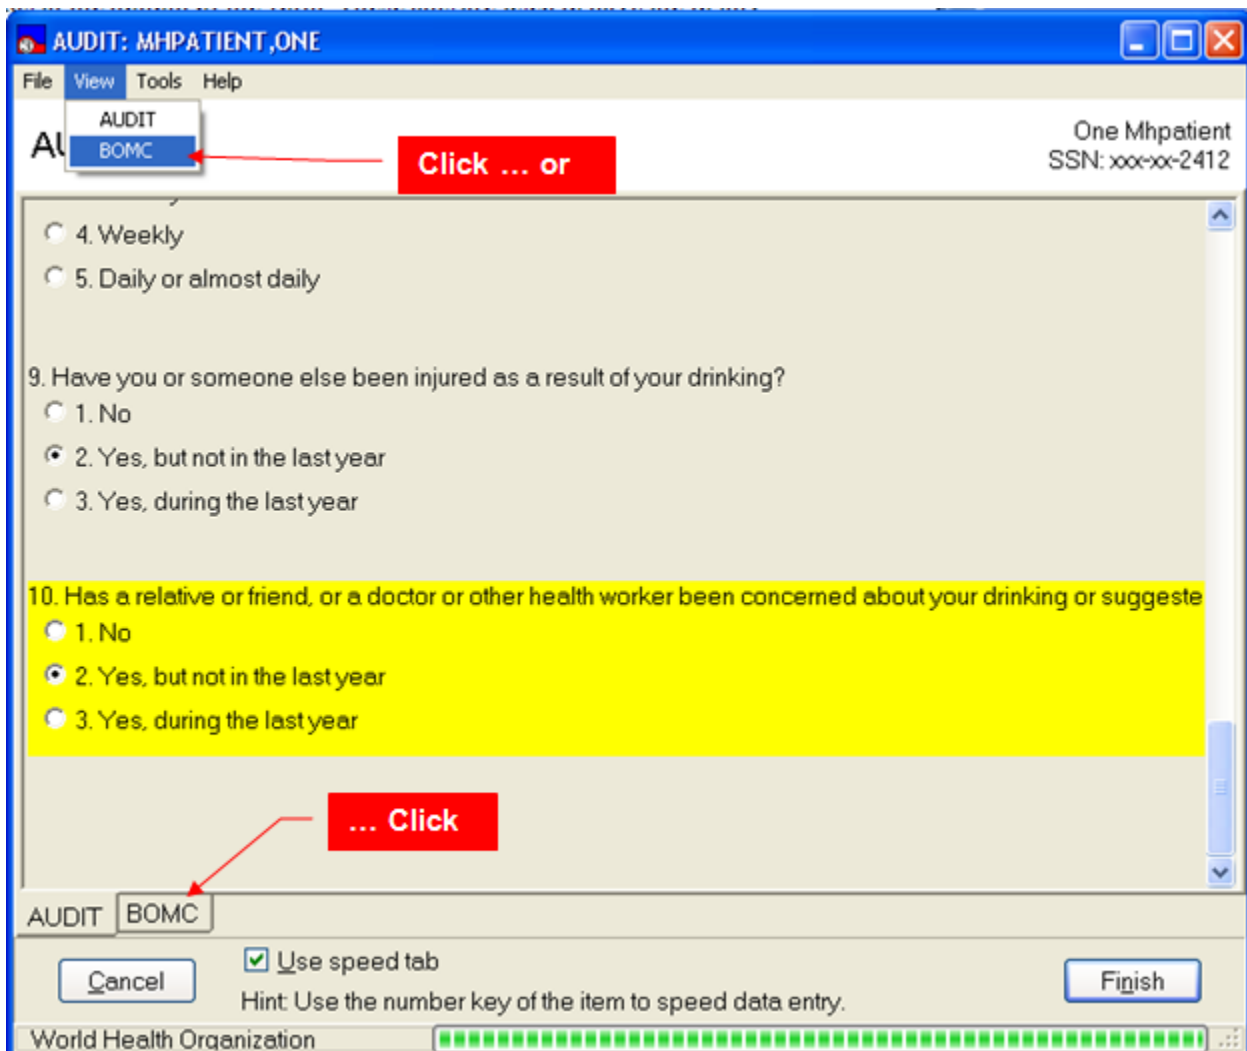 AUDIT: MHPATIENT,ONE
File View Tools Help
AUDIT
BOMC
Click ... or
One Mhpatient
SSN: xxx-xx-2412
4. Weekly
5. Daily or almost daily
9. Have you or someone else been injured as a result of your drinking?
1. No
2. Yes, but not in the last year
3. Yes, during the last year
10. Has a relative or friend, or a doctor or other health worker been concerned about your drinking or suggeste
1. No
2. Yes, but not in the last year
3. Yes, during the last year
... Click
AUDIT BOMC
Cancel
Use speed tab
Hint: Use the number key of the item to speed data entry.
Finish
World Health Organization